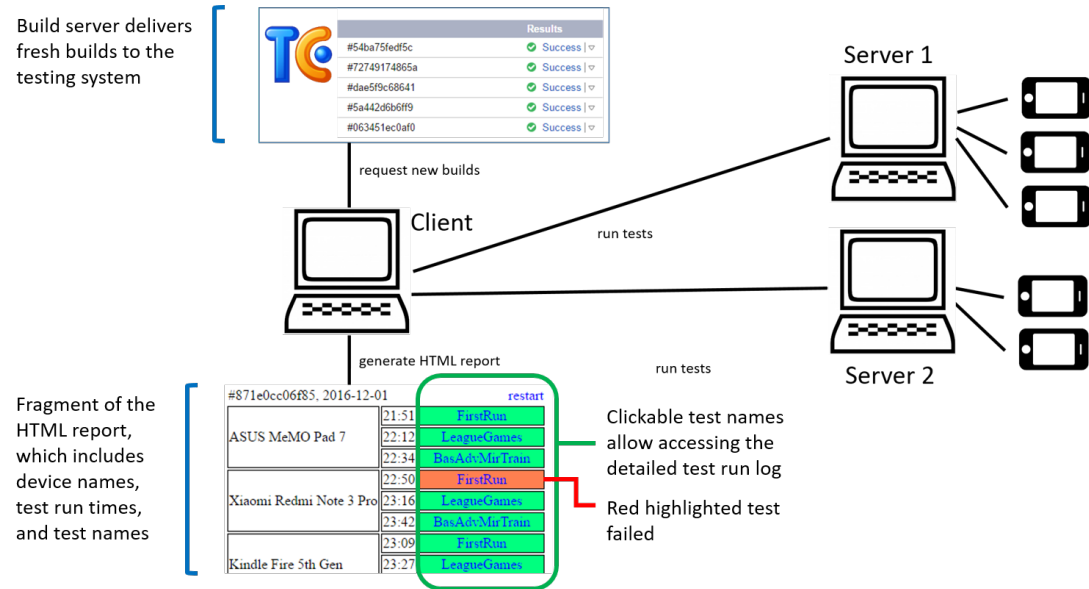 Build server delivers
fresh builds to the
testing system
TC
Results
#54ba75fedf5c Success
#72749174865a Success
#dae5f9c68641 Success
#5a442d6b6ff9 Success
#063451ec0af0 Success
request new builds
Client
Server 1
run tests
Server 2
run tests
generate HTML report
Fragment of the
HTML report,
which includes
device names,
test run times,
and test names
#871e0cc06f85, 2016-12-01 restart
ASUS MeMO Pad 7
21:51 FirstRun
22:12 LeagueGames
22:34 BasAdvMirTrain
Xiaomi Redmi Note 3 Pro
22:50 FirstRun
23:16 LeagueGames
23:42 BasAdvMirTrain
Kindle Fire 5th Gen
23:09 FirstRun
23:27 LeagueGames
Clickable test names
allow accessing the
detailed test run log
Red highlighted test
failed